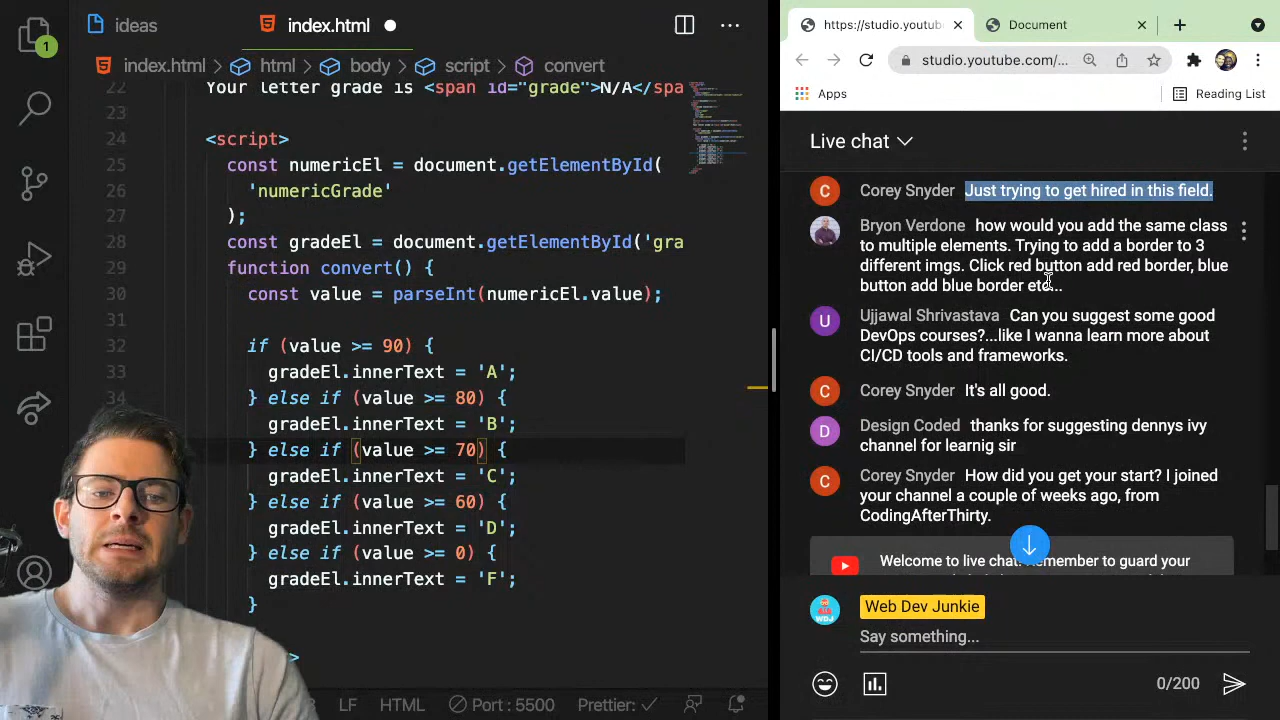 1
ideas
index.html
index.html
html
body
script
convert
22
Your letter grade is <span id="grade">N/A</spa
23
24
<script>
25
const numericEl = document.getElementById(
26
'numericGrade'
27
);
28
const gradeEl = document.getElementById('gra
29
function convert() {
30
const value = parseInt(numericEl.value);
31
32
if (value >= 90) {
33
gradeEl.innerText = 'A';
34
} else if (value >= 80) {
gradeEl.innerText = 'B';
} else if (value >= 70) {
gradeEl.innerText = 'C';
} else if (value >= 60) {
gradeEl.innerText = 'D';
} else if (value >= 0) {
gradeEl.innerText = 'F';
}
>
LF
HTML
Port : 5500
Prettier:
https://studio.youtub
Document
studio.youtube.com/...
Apps
Reading List
Live chat
C
Corey Snyder Just trying to get hired in this field.
Bryon Verdone how would you add the same class
to multiple elements. Trying to add a border to 3
different imgs. Click red button add red border, blue
button add blue border etc...
U
Ujjawal Shrivastava Can you suggest some good
DevOps courses?...like I wanna learn more about
CI/CD tools and frameworks.
C
Corey Snyder It's all good.
D
Design Coded thanks for suggesting dennys ivy
channel for learnig sir
C
Corey Snyder How did you get your start? I joined
your channel a couple of weeks ago, from
CodingAfterThirty.
Welcome to live chat! Remember to guard your
WDJ
Web Dev Junkie
Say something...
0/200